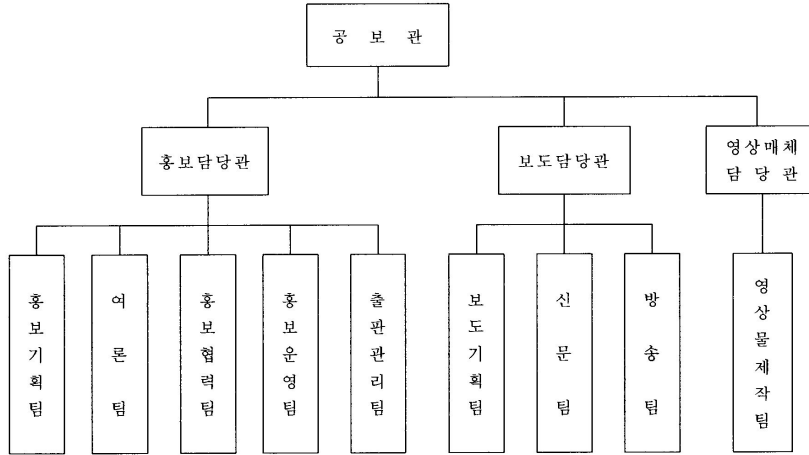 공 보 관
홍보담당관
보도담당관
영상매체
담 당 관
홍보기획팀
여론팀
홍보협력팀
홍보운영팀
출판관리팀
보도기획팀
신문팀
방송팀
영상물제작팀